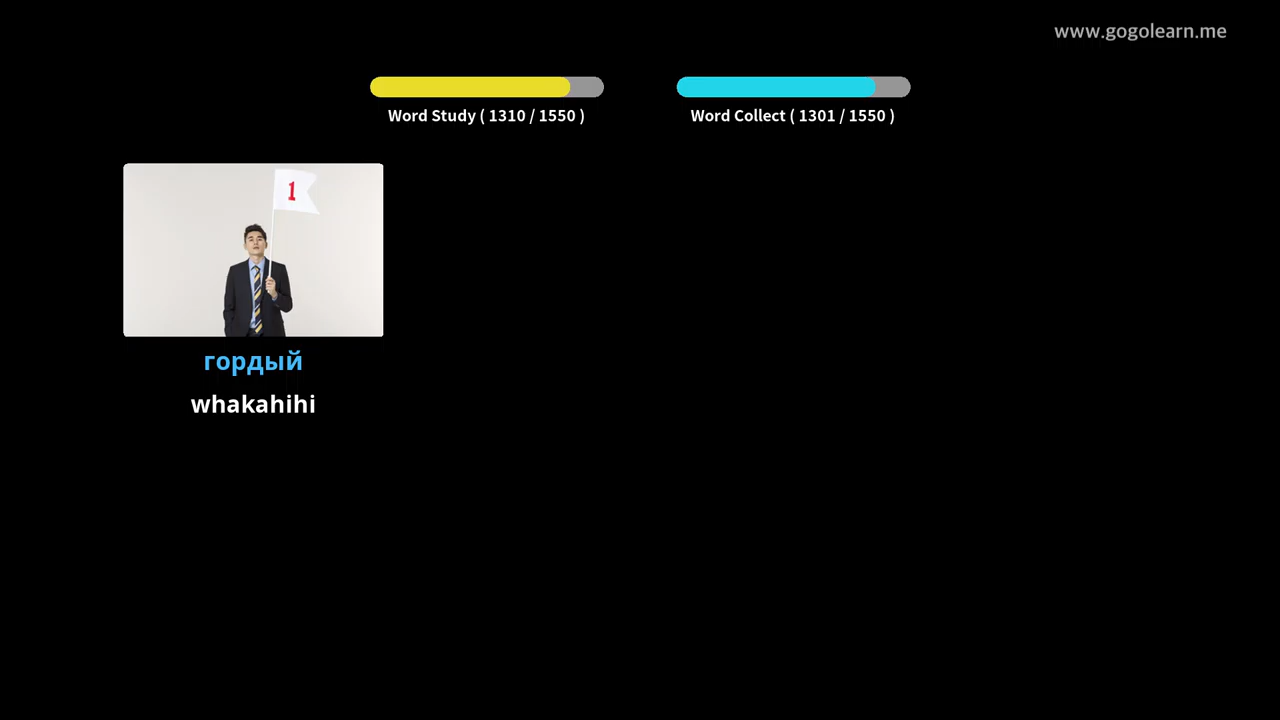 www.gogolearn.me
Word Study ( 1310 / 1550 )
Word Collect ( 1301 / 1550 )
1
гордый
whakahihi